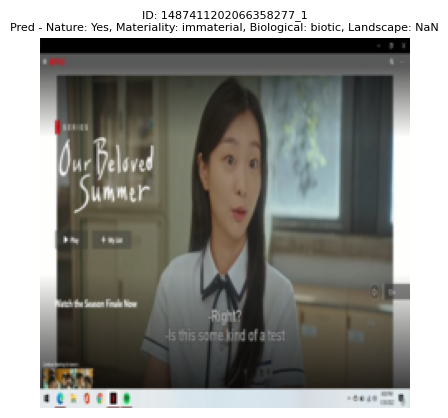 ID: 1487411202066358277_1
Pred - Nature: Yes, Materiality: immaterial, Biological: biotic, Landscape: NaN
NETFLIX
SERIES
Our Beloved
Summer
Play
+ My List
Watch the Season Finale Now
-Right?
-Is this some kind of a test